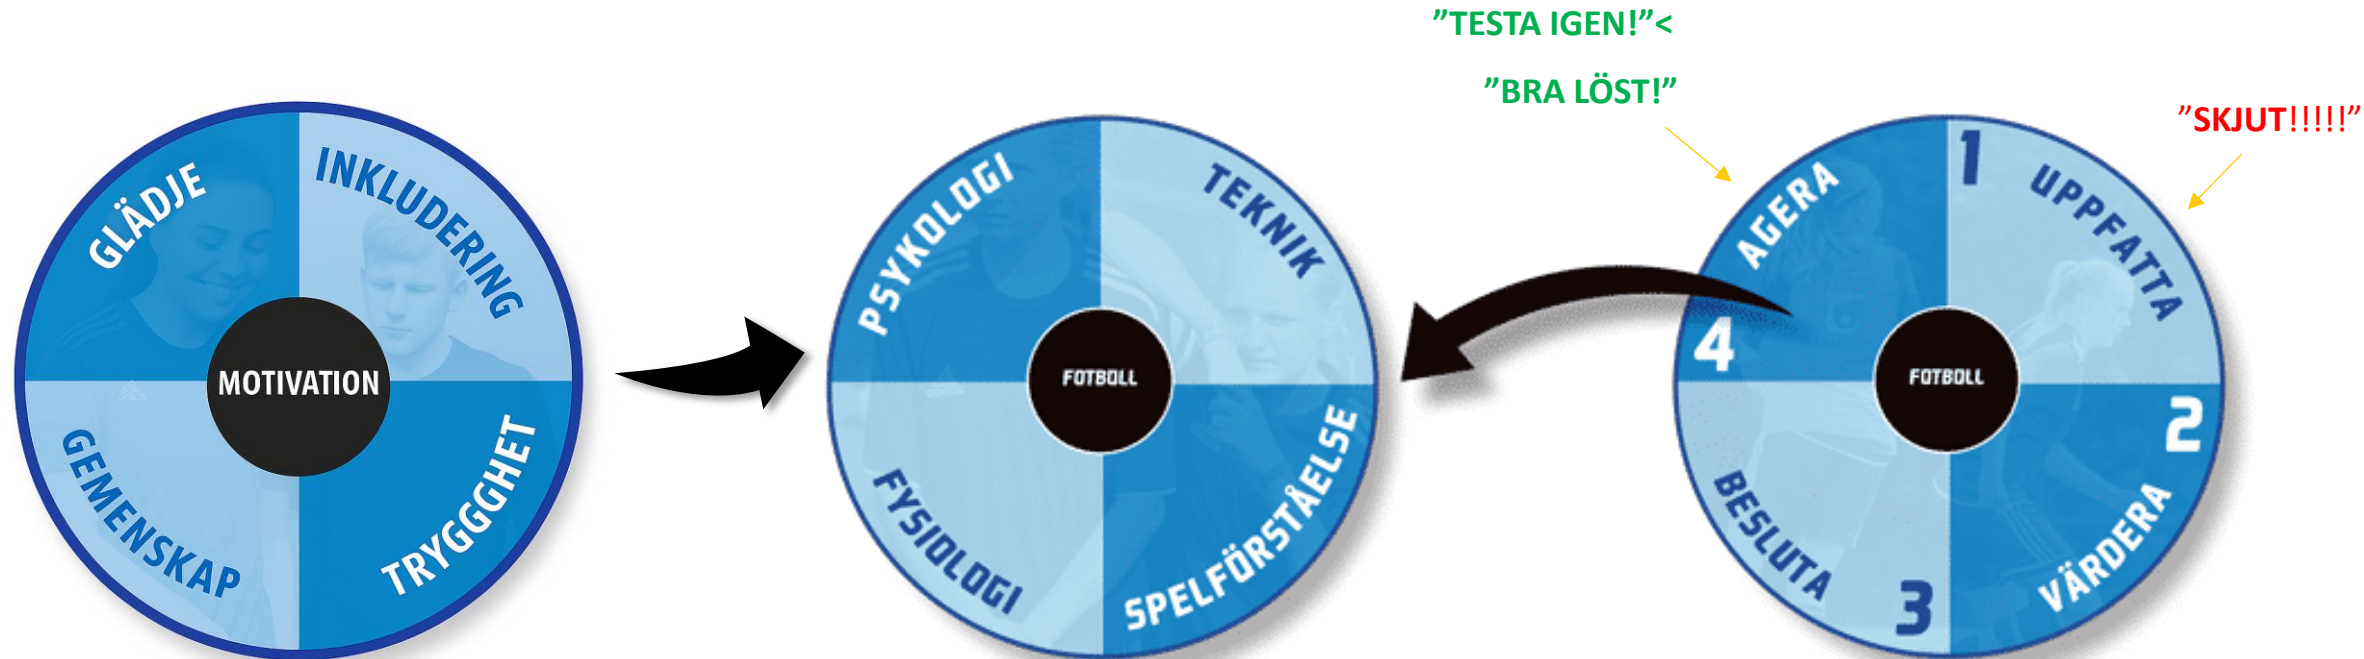 ”TESTA IGEN!”<
”BRA LÖST!”
”SKJUT!!!!!”
GLÄDJE
INKLUDERING
MOTIVATION
GEMENSKAP
TRYGGGHET
PSYKOLOGI
TEKNIK
FOTBOLL
FYSIOLOGI
SPELFÖRSTÅELSE
AGERA
1
UPPFATTA
4
FOTBOLL
2
BESLUTA
VÄRDERA
3